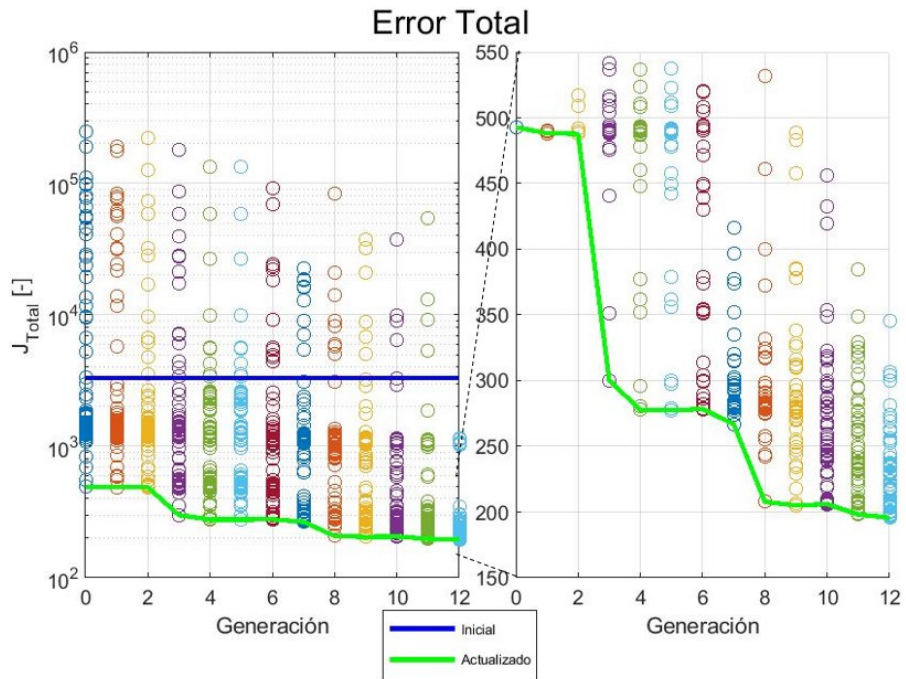 Error Total
J_Total [-]
10^6
10^5
10^4
10^3
10^2
0 2 4 6 8 10 12
Generación
550
500
450
400
350
300
250
200
150
0 2 4 6 8 10 12
Generación
Inicial
Actualizado